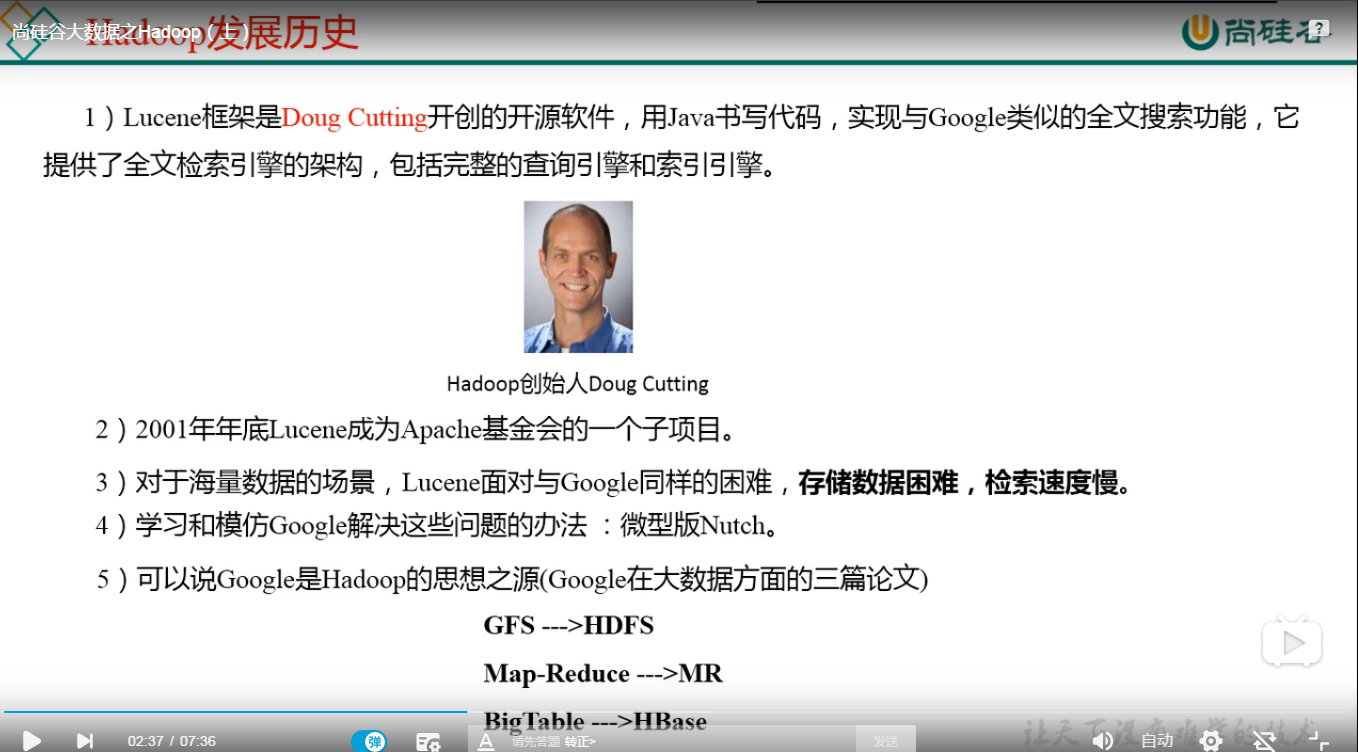 尚硅谷大数据之Hadoop（上）
Hadoop发展历史
尚硅谷
?
1）Lucene框架是Doug Cutting开创的开源软件，用Java书写代码，实现与Google类似的全文搜索功能，它
提供了全文检索引擎的架构，包括完整的查询引擎和索引引擎。
Hadoop创始人Doug Cutting
2）2001年年底Lucene成为Apache基金会的一个子项目。
3）对于海量数据的场景，Lucene面对与Google同样的困难，存储数据困难，检索速度慢。
4）学习和模仿Google解决这些问题的办法 ：微型版Nutch。
5）可以说Google是Hadoop的思想之源(Google在大数据方面的三篇论文)
GFS --->HDFS
Map-Reduce --->MR
BigTable --->HBase
让天下没有难学的技术
02:37 / 07:36
弹
A
请先答题 转正>
发送
自动